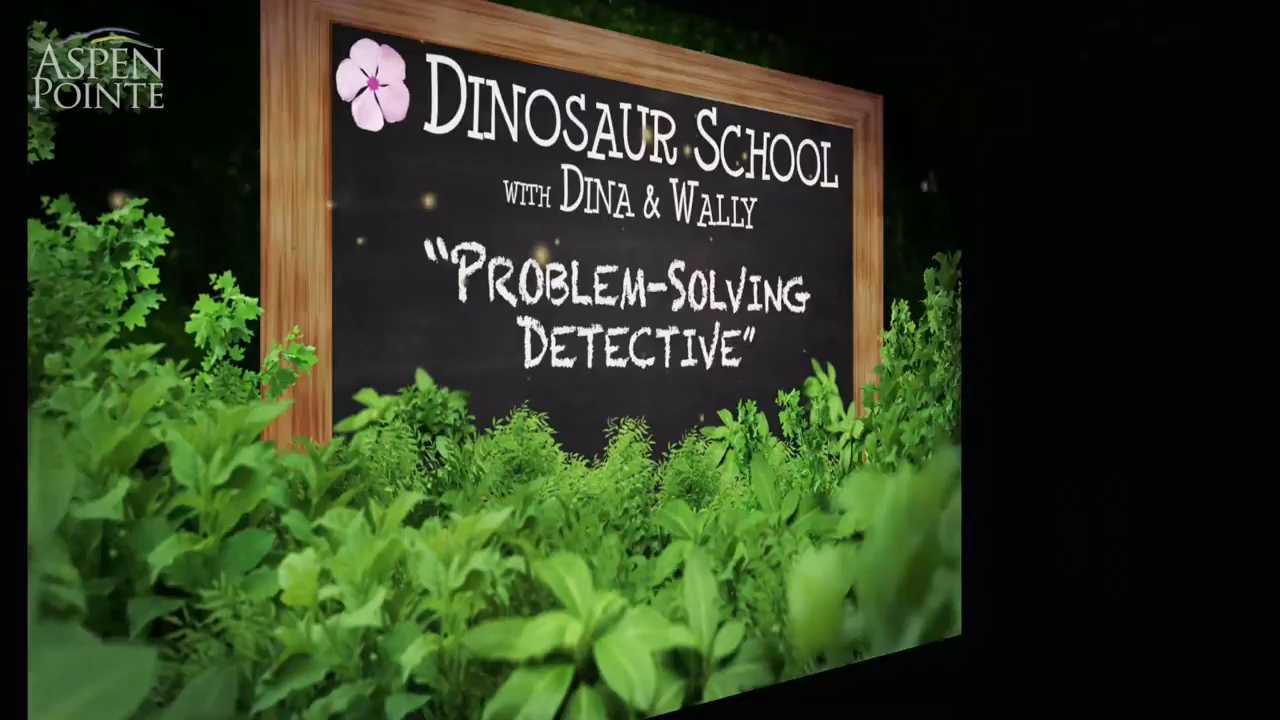 ASPEN
POINTE
DINOSAUR SCHOOL
WITH DINA & WALLY
"PROBLEM-SOLVING
DETECTIVE"